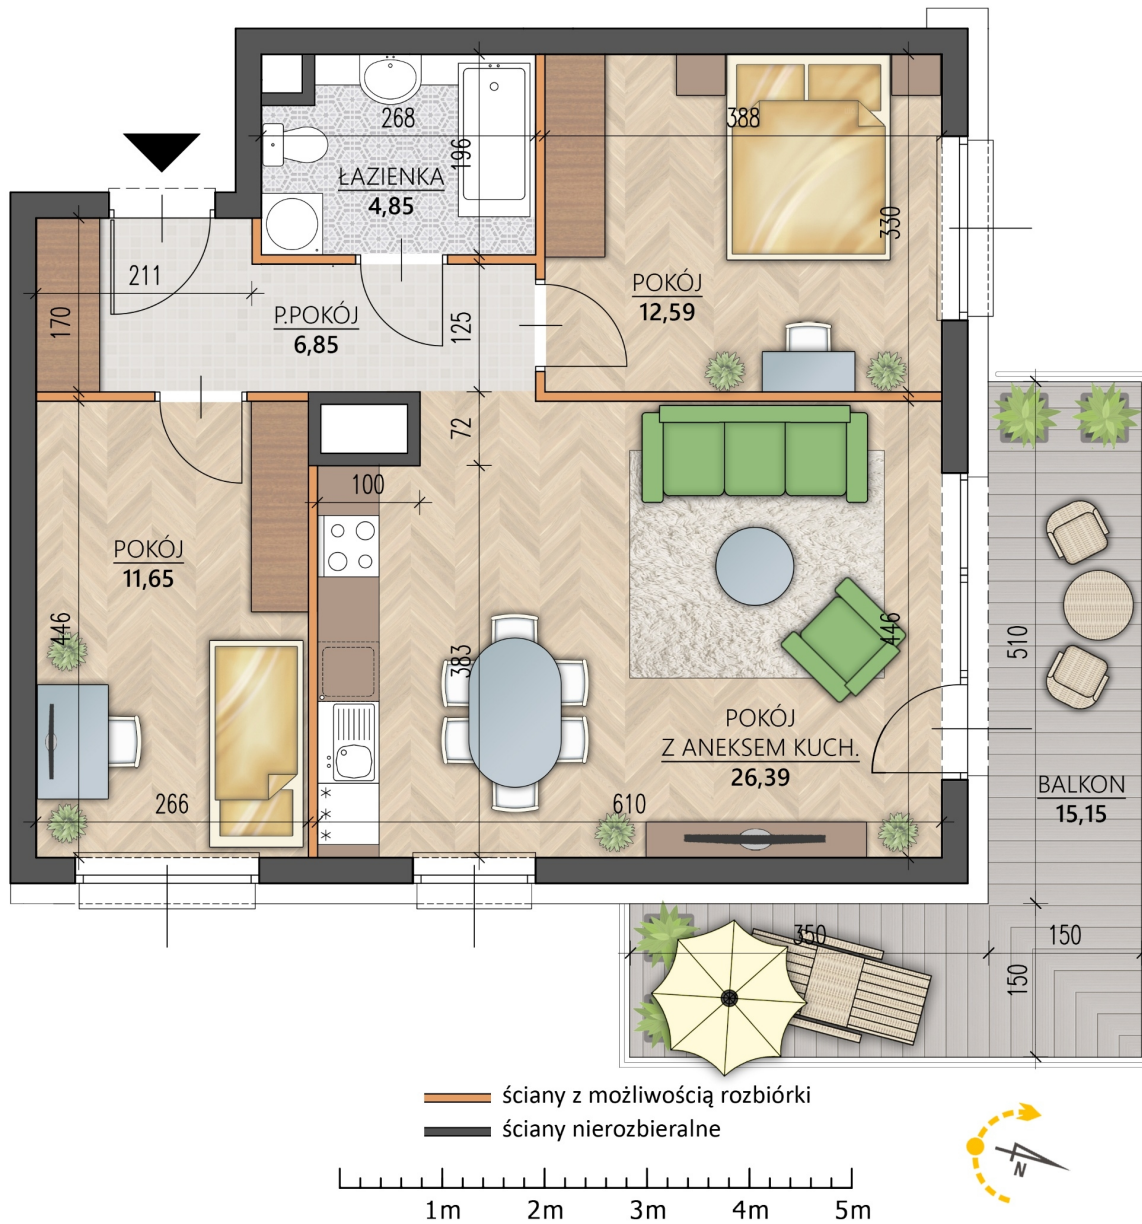 268
196
ŁAZIENKA
4,85
388
330
POKÓJ
12,59
211
170
P.POKÓJ
6,85
125
72
100
POKÓJ
11,65
446
266
383
446
610
POKÓJ
Z ANEKSEM KUCH.
26,39
510
BALKON
15,15
350
150
150
ściany z możliwością rozbiórki
ściany nierozbieralne
N
1m 2m 3m 4m 5m